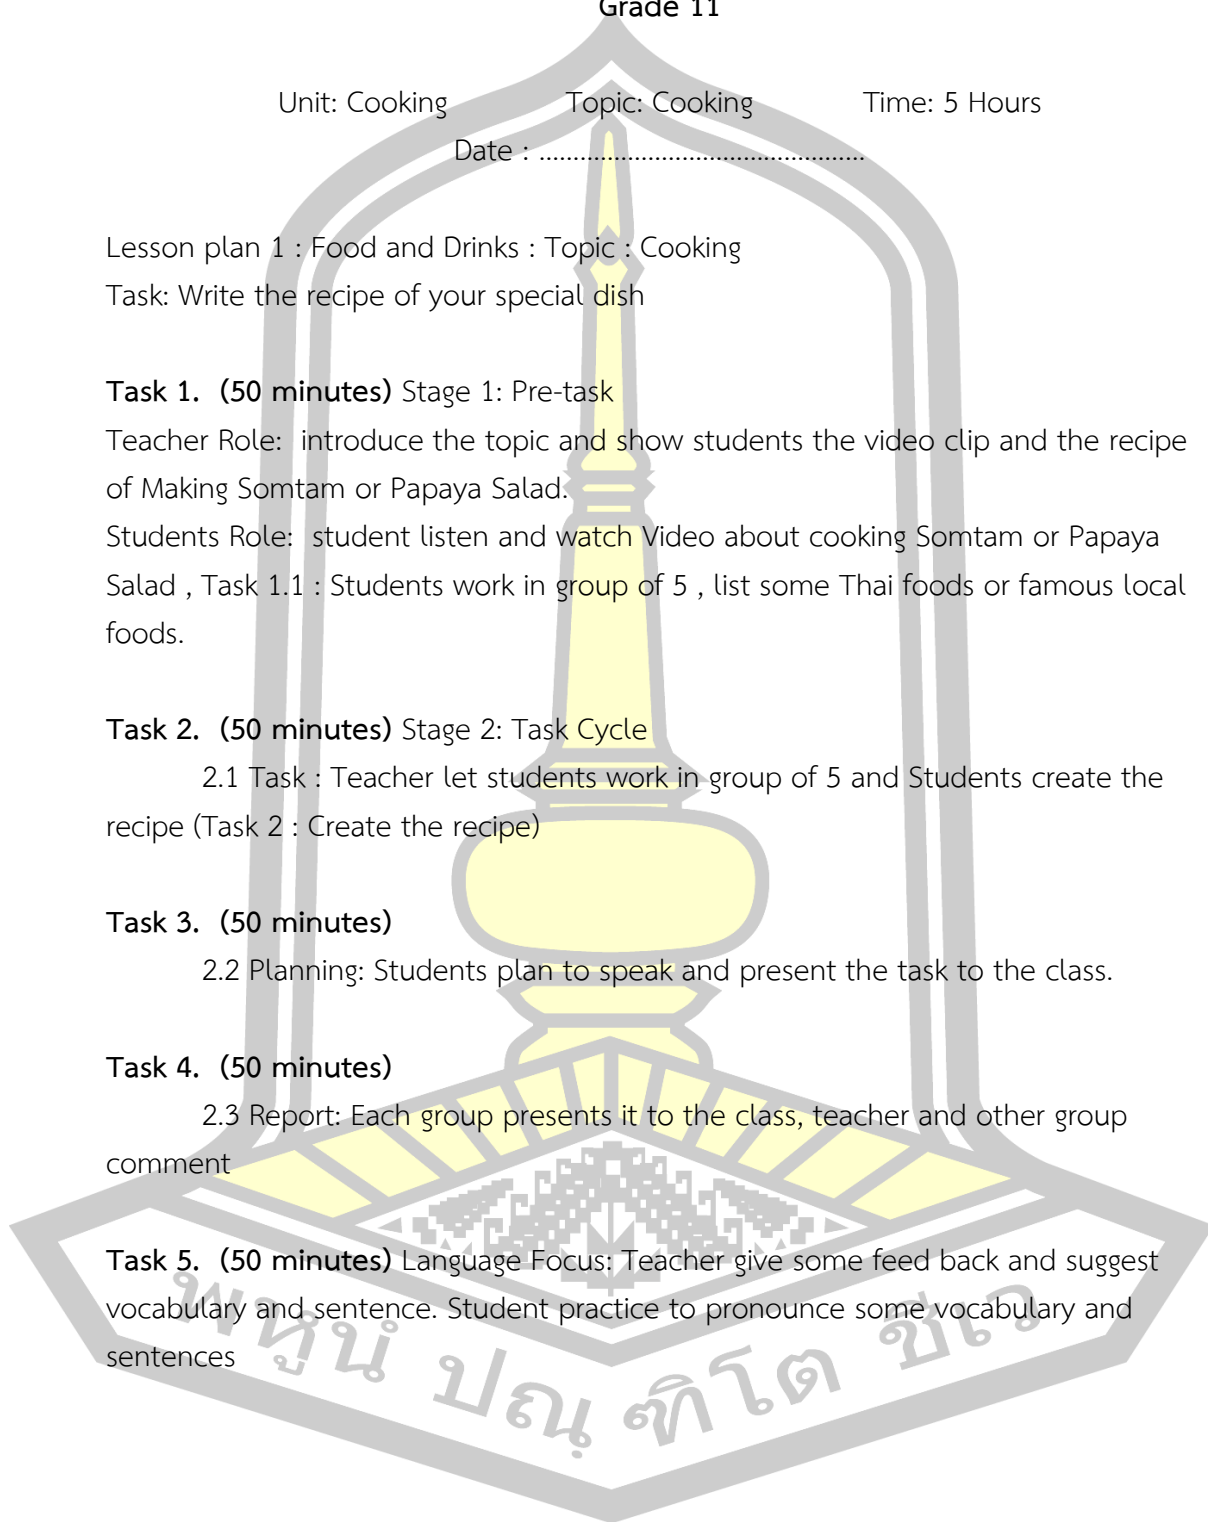 Grade 11
Unit: Cooking Topic: Cooking Time: 5 Hours
Date : ................................................
Lesson plan 1 : Food and Drinks : Topic : Cooking
Task: Write the recipe of your special dish
Task 1. (50 minutes) Stage 1: Pre-task
Teacher Role: introduce the topic and show students the video clip and the recipe
of Making Somtam or Papaya Salad.
Students Role: student listen and watch Video about cooking Somtam or Papaya
Salad , Task 1.1 : Students work in group of 5 , list some Thai foods or famous local
foods.
Task 2. (50 minutes) Stage 2: Task Cycle
2.1 Task : Teacher let students work in group of 5 and Students create the
recipe (Task 2 : Create the recipe)
Task 3. (50 minutes)
2.2 Planning: Students plan to speak and present the task to the class.
Task 4. (50 minutes)
2.3 Report: Each group presents it to the class, teacher and other group
comment
Task 5. (50 minutes) Language Focus: Teacher give some feed back and suggest
vocabulary and sentence. Student practice to pronounce some vocabulary and
sentences
พหูนํ ปณฺฑิโต ชีเว